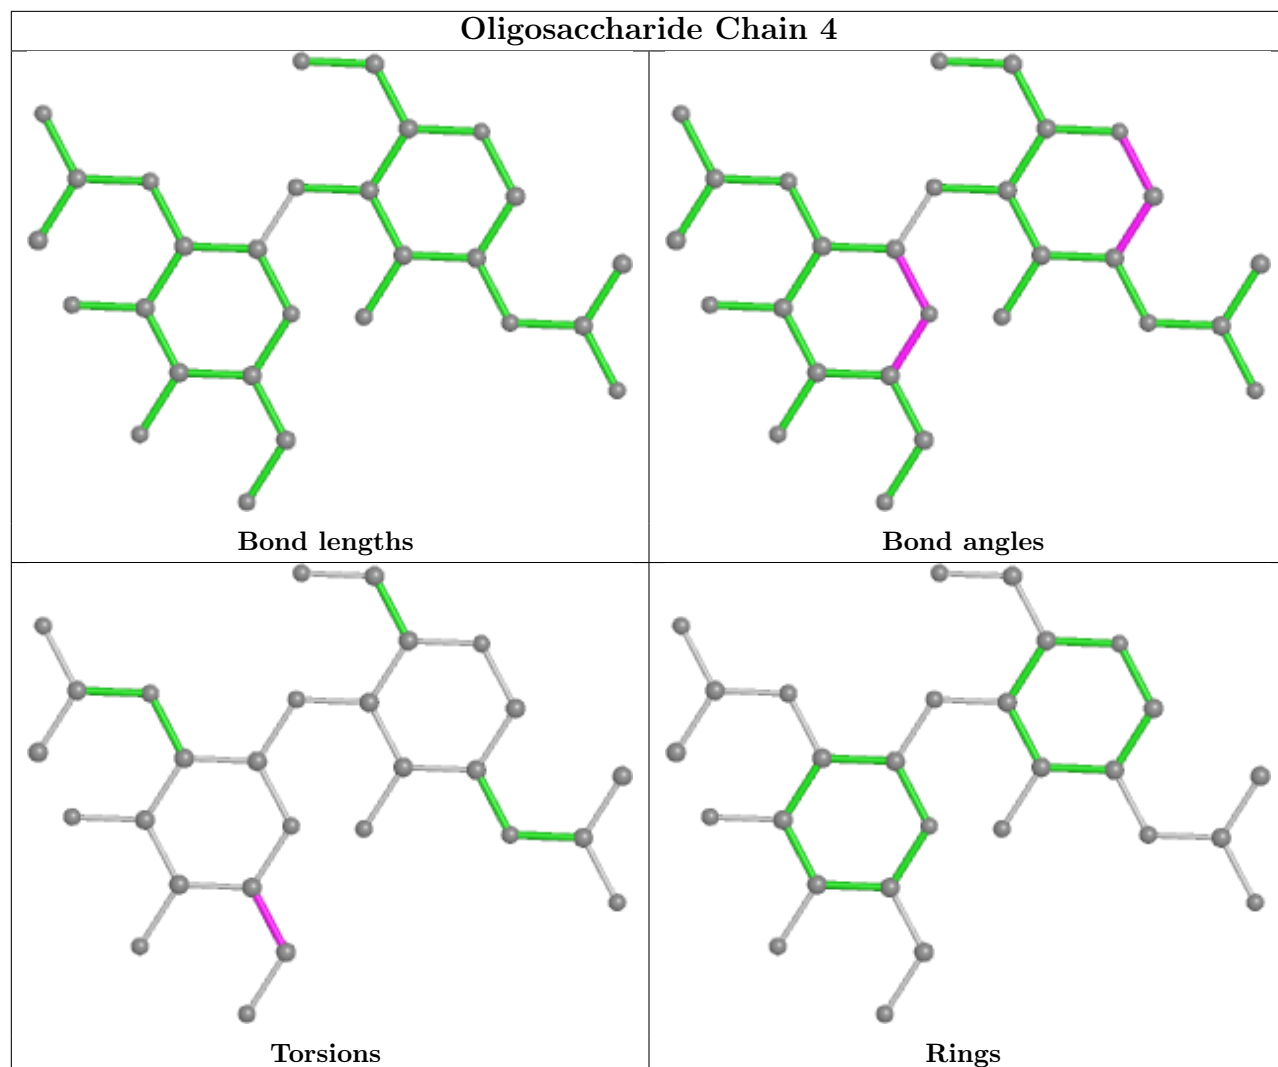 Oligosaccharide Chain 4
Bond lengths
Bond angles
Torsions
Rings